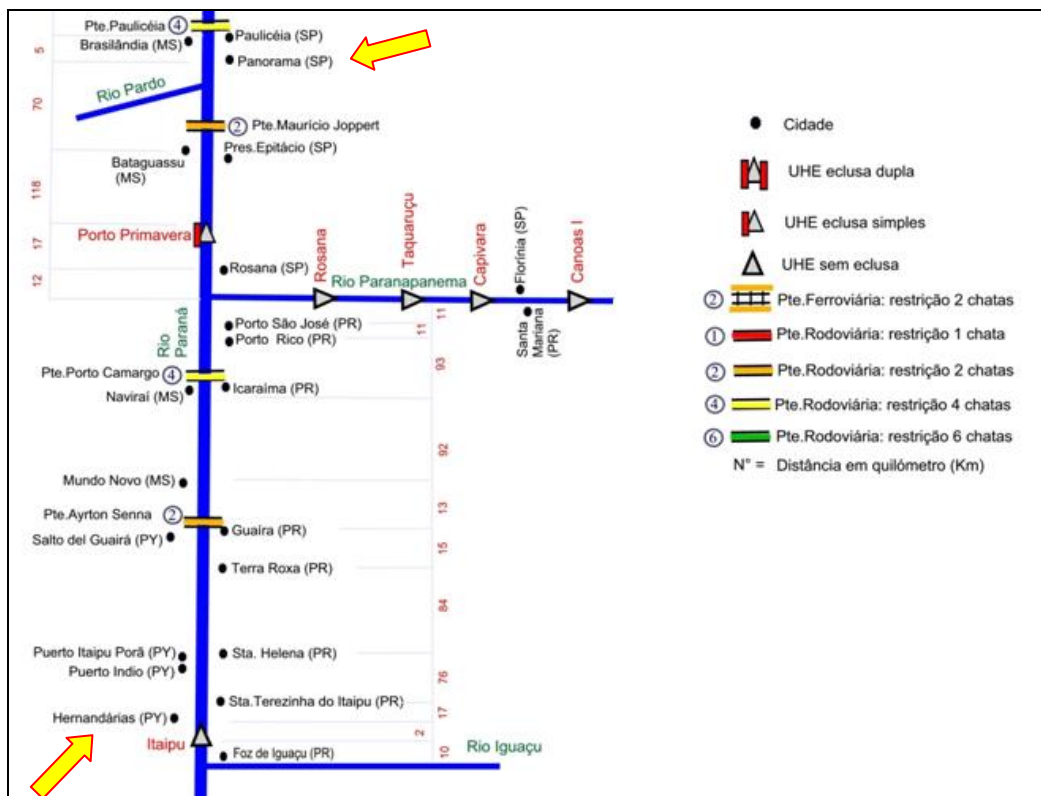 Pte.Paulicéia 4
Paulicéia (SP)
Brasilândia (MS)
5
Panorama (SP)
Rio Pardo
70
2 Pte.Maurício Joppert
Pres.Epitácio (SP)
Bataguassu
(MS)
118
Porto Primavera
17
Rosana (SP)
12
Rosana
Taquaruçu
Capivara
Florínia (SP)
Canoas I
Rio Paranapanema
Santa
Mariana
(PR)
11
Porto São José (PR)
11
Porto Rico (PR)
Rio
Paraná
93
Pte.Porto Camargo 4
Naviraí (MS)
Icaraíma (PR)
92
Mundo Novo (MS)
13
Pte.Ayrton Senna 2
Guaíra (PR)
Salto del Guairá (PY)
15
Terra Roxa (PR)
84
Puerto Itaipu Porã (PY)
Sta. Helena (PR)
Puerto Indio (PY)
76
Sta.Terezinha do Itaipu (PR)
Hernandárias (PY)
17
2
Itaipu
Foz de Iguaçu (PR)
10
Rio Iguaçu
Cidade
UHE eclusa dupla
UHE eclusa simples
UHE sem eclusa
2 Pte.Ferroviária: restrição 2 chatas
1 Pte.Rodoviária: restrição 1 chata
2 Pte.Rodoviária: restrição 2 chatas
4 Pte.Rodoviária: restrição 4 chatas
6 Pte.Rodoviária: restrição 6 chatas
N° = Distância em quilómetro (Km)